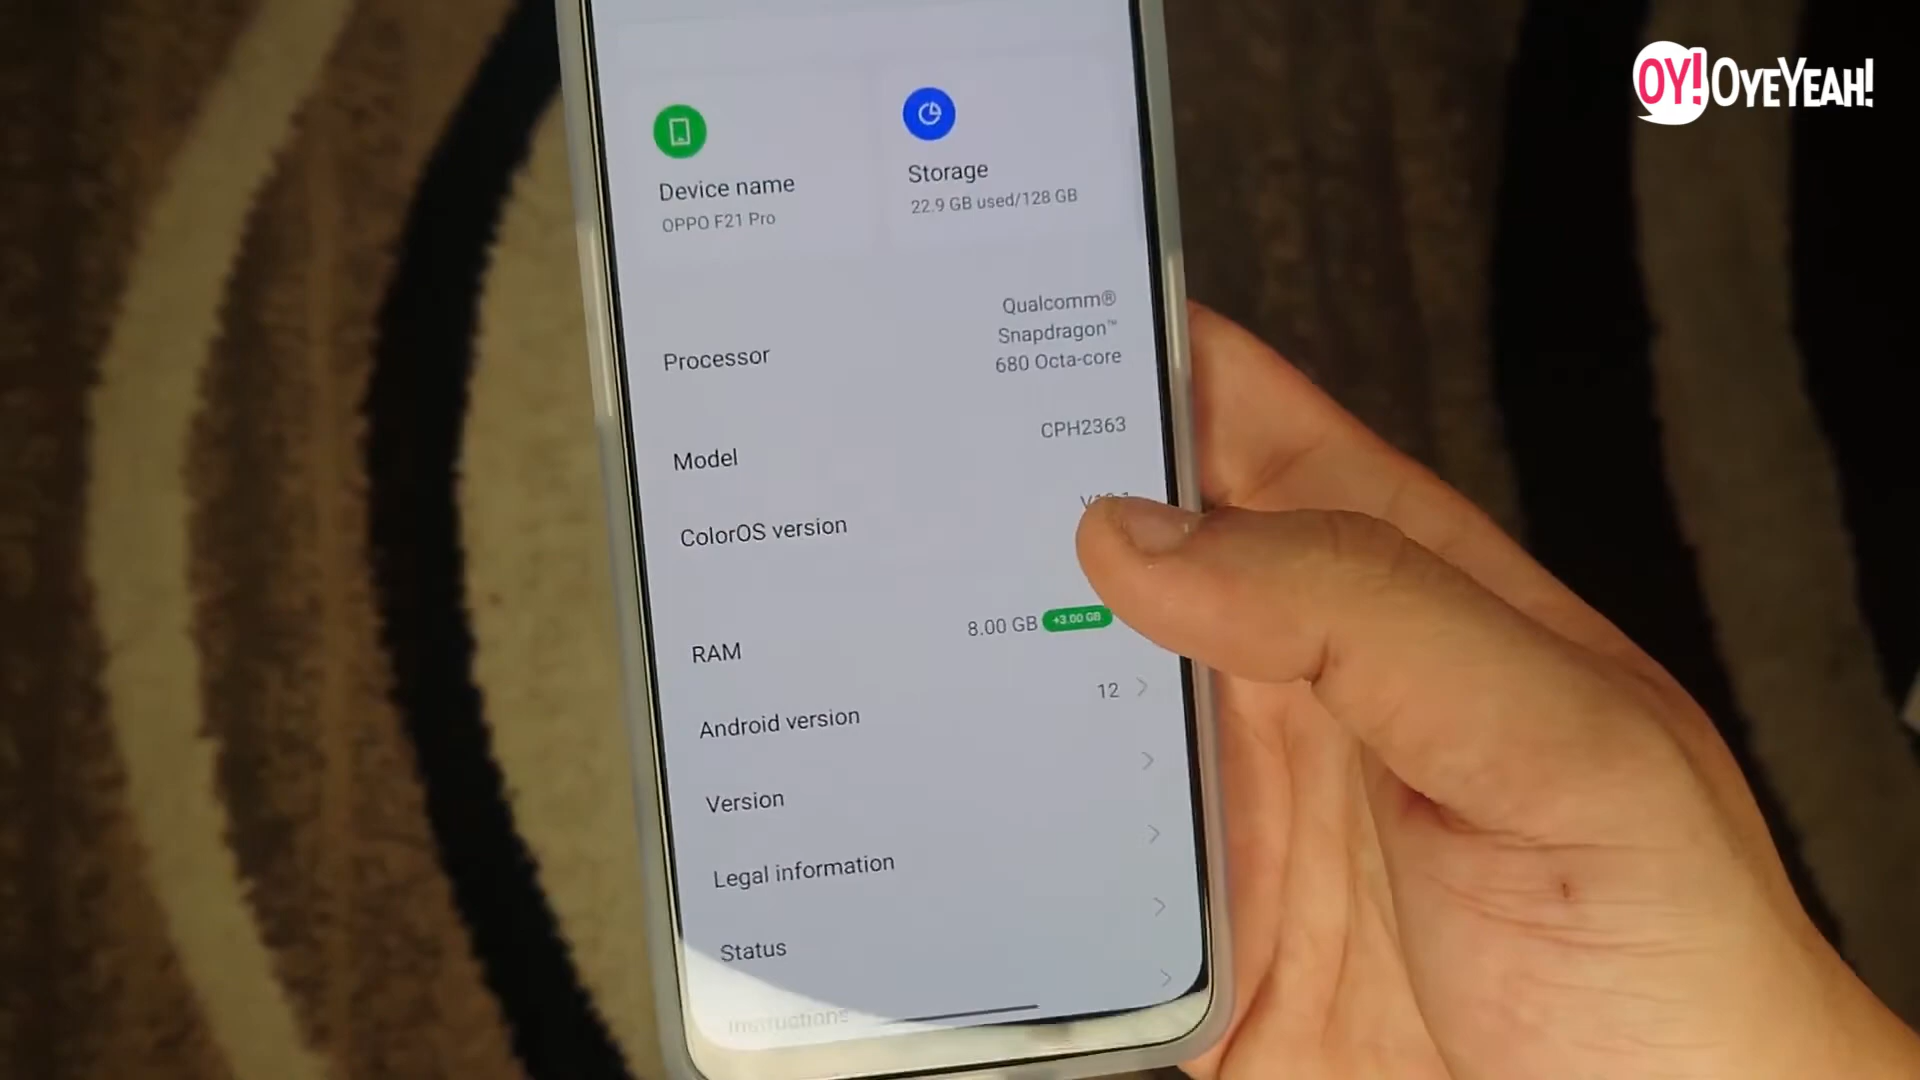 OY! OYEYEAH!
Device name
OPPO F21 Pro
Storage
22.9 GB used/128 GB
Processor
Qualcomm®
Snapdragon™
680 Octa-core
Model
CPH2363
ColorOS version
RAM
8.00 GB +3.00 GB
Android version
12
Version
Legal information
Status
Instructions